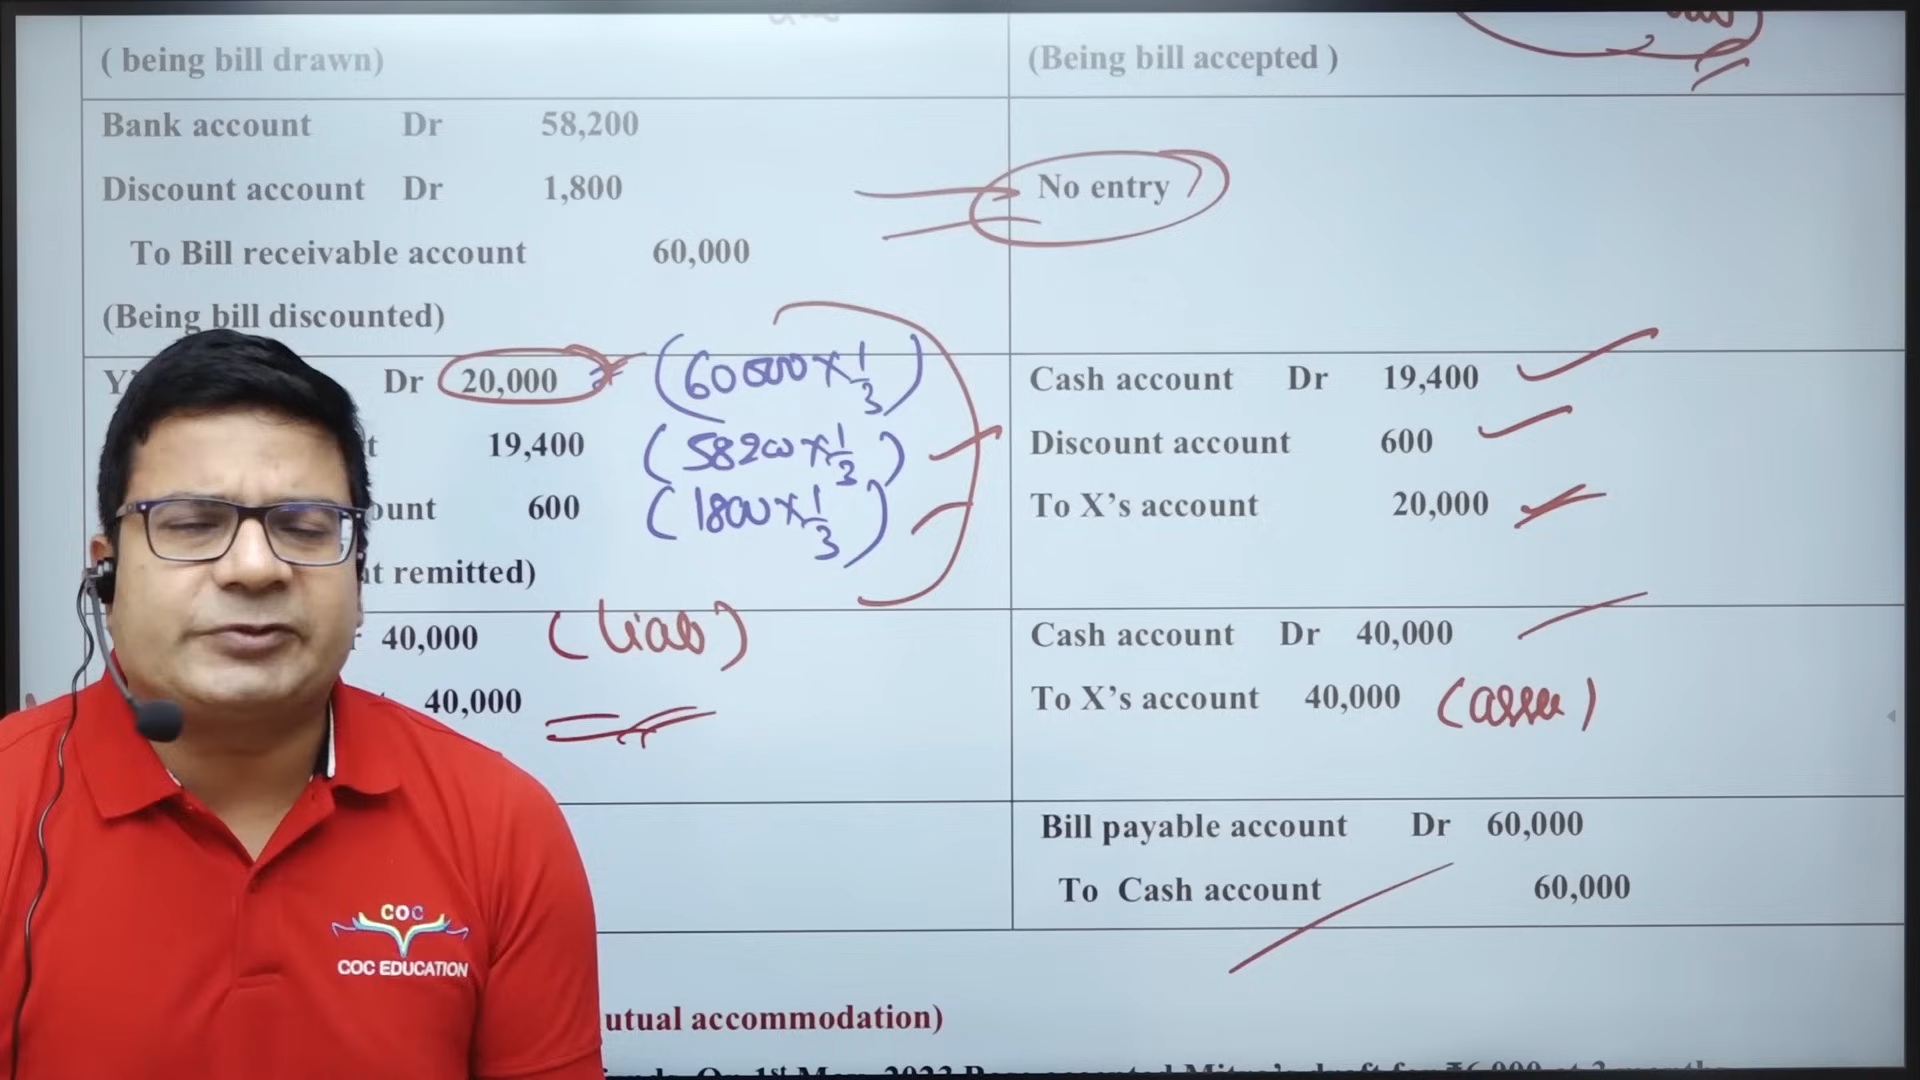 ( being bill drawn)
(Being bill accepted )
Bank account Dr 58,200
Discount account Dr 1,800
To Bill receivable account 60,000
(Being bill discounted)
No entry
Dr 20,000 (60000 x 1/3)
19,400 (58200 x 1/3)
600 (1800 x 1/3)
remitted)
Cash account Dr 19,400
Discount account 600
To X's account 20,000
40,000 (liab)
40,000
Cash account Dr 40,000
To X's account 40,000 (asset)
Bill payable account Dr 60,000
To Cash account 60,000
COC
COC EDUCATION
accommodation)